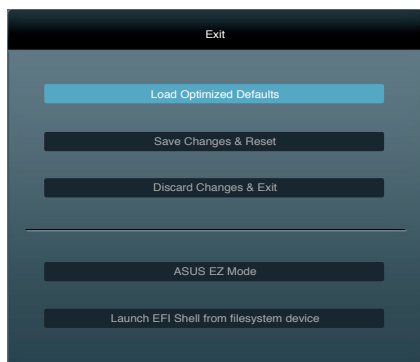 Exit
Load Optimized Defaults
Save Changes & Reset
Discard Changes & Exit
ASUS EZ Mode
Launch EFI Shell from filesystem device